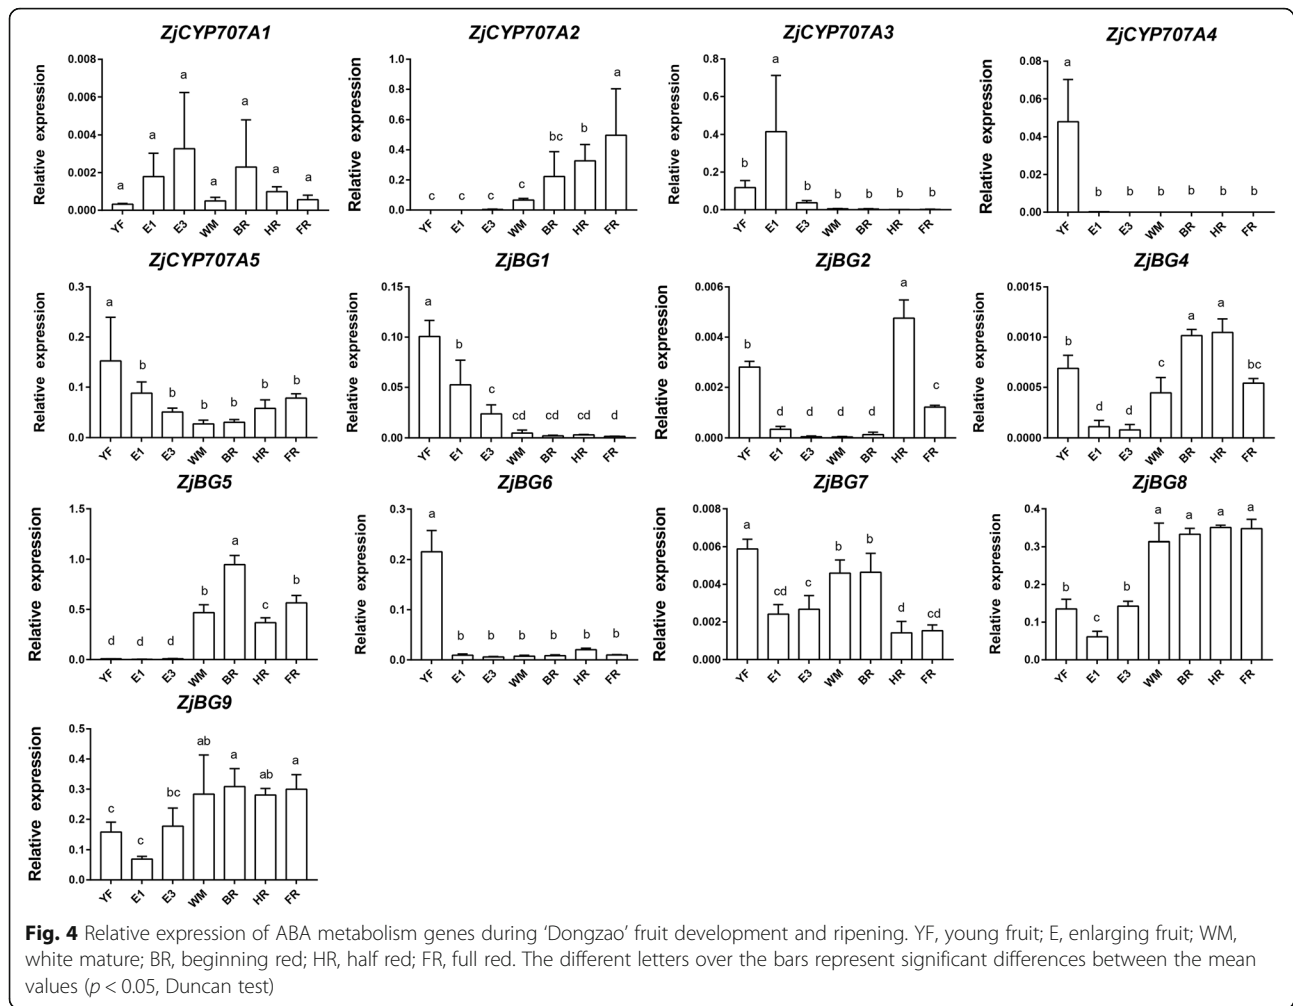 ZjCYP707A1
Relative expression
0.008
0.006
0.004
0.002
0.000
a a a a a a a
YF E1 E3 WM BR HR FR
ZjCYP707A2
Relative expression
1.0
0.8
0.6
0.4
0.2
0.0
c c c c bc b a
YF E1 E3 WM BR HR FR
ZjCYP707A3
Relative expression
0.8
0.6
0.4
0.2
0.0
b a b b b b b
YF E1 E3 WM BR HR FR
ZjCYP707A4
Relative expression
0.08
0.06
0.04
0.02
0.00
a b b b b b b
YF E1 E3 WM BR HR FR
ZjCYP707A5
Relative expression
0.3
0.2
0.1
0.0
a b b b b b b
YF E1 E3 WM BR HR FR
ZjBG1
Relative expression
0.15
0.10
0.05
0.00
a b c cd cd cd d
YF E1 E3 WM BR HR FR
ZjBG2
Relative expression
0.006
0.004
0.002
0.000
b d d d d a c
YF E1 E3 WM BR HR FR
ZjBG4
Relative expression
0.0015
0.0010
0.0005
0.0000
b d d c a a bc
YF E1 E3 WM BR HR FR
ZjBG5
Relative expression
1.5
1.0
0.5
0.0
d d d b a c b
YF E1 E3 WM BR HR FR
ZjBG6
Relative expression
0.3
0.2
0.1
0.0
a b b b b b b
YF E1 E3 WM BR HR FR
ZjBG7
Relative expression
0.008
0.006
0.004
0.002
0.000
a cd c b b d cd
YF E1 E3 WM BR HR FR
ZjBG8
Relative expression
0.4
0.3
0.2
0.1
0.0
b c b a a a a
YF E1 E3 WM BR HR FR
ZjBG9
Relative expression
0.5
0.4
0.3
0.2
0.1
0.0
c c bc ab a ab a
YF E1 E3 WM BR HR FR
Fig. 4 Relative expression of ABA metabolism genes during 'Dongzao' fruit development and ripening. YF, young fruit; E, enlarging fruit; WM,
white mature; BR, beginning red; HR, half red; FR, full red. The different letters over the bars represent significant differences between the mean
values (p < 0.05, Duncan test)